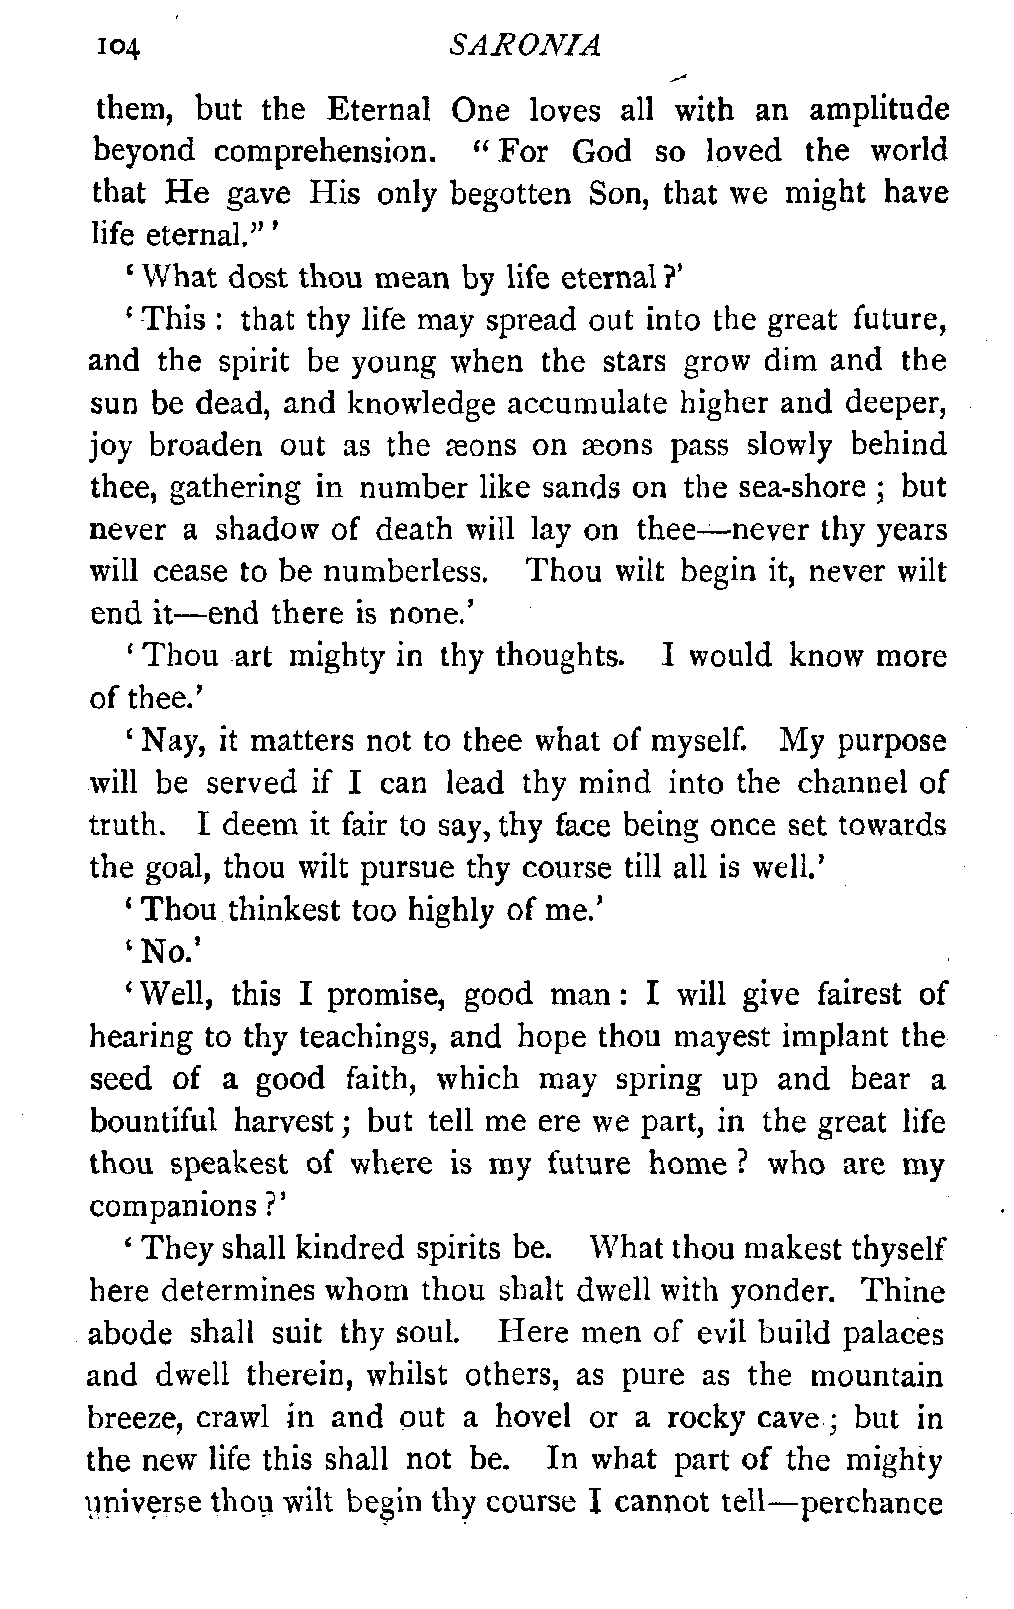 104 SARONIA
them, but the Eternal One loves all with an amplitude
beyond comprehension. “ For God so loved the world
that He gave His only begotten Son, that we might have
life eternal.” ’
‘ What dost thou mean by life eternal ?’
‘ This : that thy life may spread out into the great future,
and the spirit be young when the stars grow dim and the
sun be dead, and knowledge accumulate higher and deeper,
joy broaden out as the æons on æons pass slowly behind
thee, gathering in number like sands on the sea-shore ; but
never a shadow of death will lay on thee—never thy years
will cease to be numberless. Thou wilt begin it, never wilt
end it—end there is none.’
‘ Thou art mighty in thy thoughts. I would know more
of thee.’
‘ Nay, it matters not to thee what of myself. My purpose
will be served if I can lead thy mind into the channel of
truth. I deem it fair to say, thy face being once set towards
the goal, thou wilt pursue thy course till all is well.’
‘ Thou thinkest too highly of me.’
‘ No.’
‘ Well, this I promise, good man : I will give fairest of
hearing to thy teachings, and hope thou mayest implant the
seed of a good faith, which may spring up and bear a
bountiful harvest ; but tell me ere we part, in the great life
thou speakest of where is my future home ? who are my
companions ?’
‘ They shall kindred spirits be. What thou makest thyself
here determines whom thou shalt dwell with yonder. Thine
abode shall suit thy soul. Here men of evil build palaces
and dwell therein, whilst others, as pure as the mountain
breeze, crawl in and out a hovel or a rocky cave ; but in
the new life this shall not be. In what part of the mighty
universe thou wilt begin thy course I cannot tell—perchance